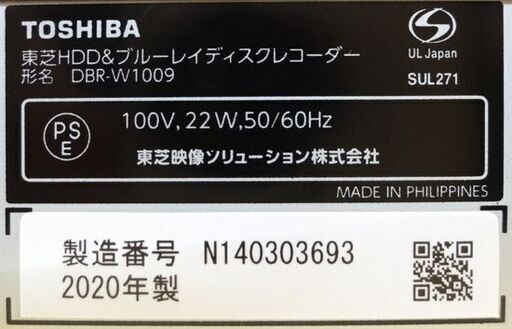 TOSHIBA
東芝HDD&ブルーレイディスクレコーダー
形名 DBR-W1009
S
UL Japan
SUL271
PS
E
100V, 22W, 50/60Hz
東芝映像ソリューション株式会社
MADE IN PHILIPPINES
製造番号 N140303693
2020年製